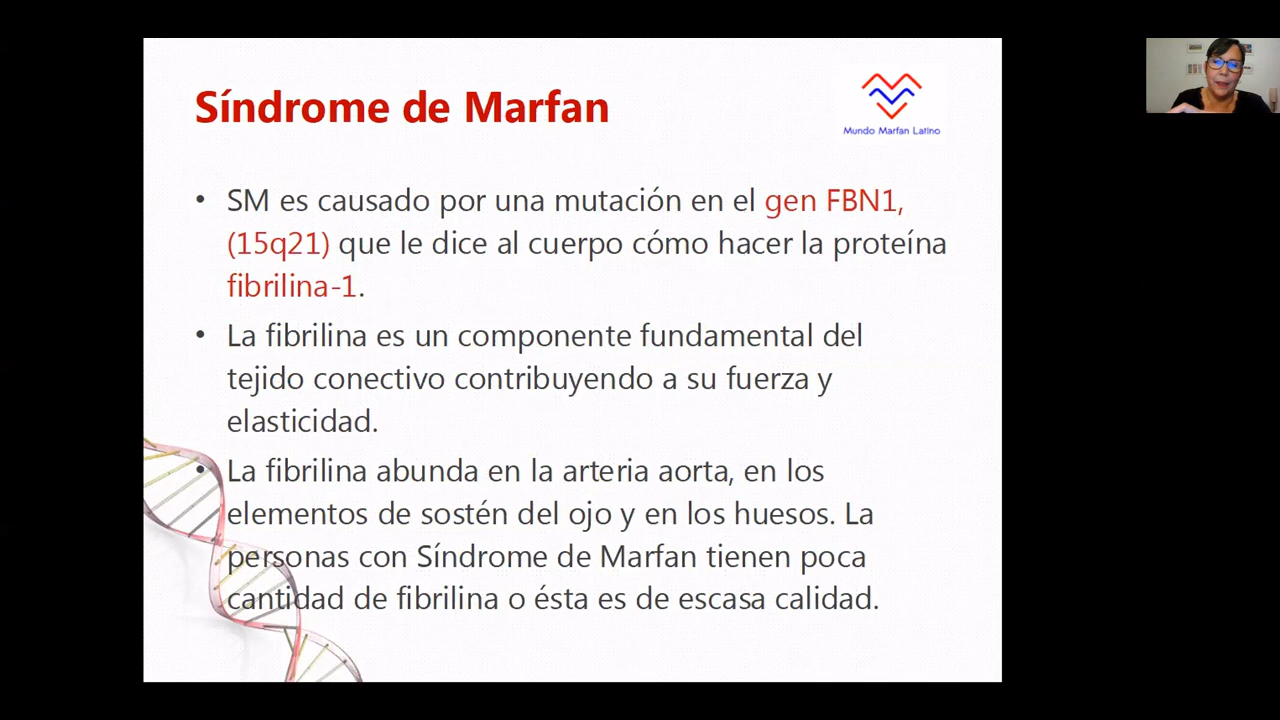 Síndrome de Marfan
Mundo Marfan Latino
• SM es causado por una mutación en el gen FBN1,
(15q21) que le dice al cuerpo cómo hacer la proteína
fibrilina-1.
• La fibrilina es un componente fundamental del
tejido conectivo contribuyendo a su fuerza y
elasticidad.
• La fibrilina abunda en la arteria aorta, en los
elementos de sostén del ojo y en los huesos. La
personas con Síndrome de Marfan tienen poca
cantidad de fibrilina o ésta es de escasa calidad.